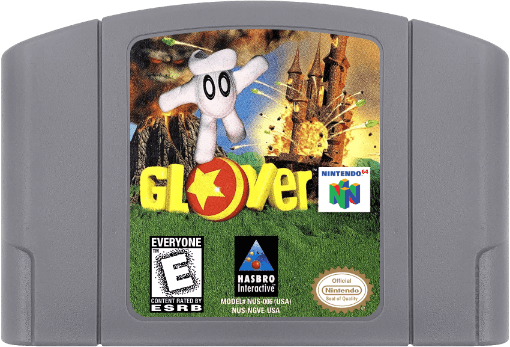 GLOVER
NINTENDO 64
N
EVERYONE
E
CONTENT RATED BY
ESRB
HASBRO
Interactive
MODEL# NUS-006 (USA)
NUS-NGVE-USA
Official
Nintendo
Seal of Quality